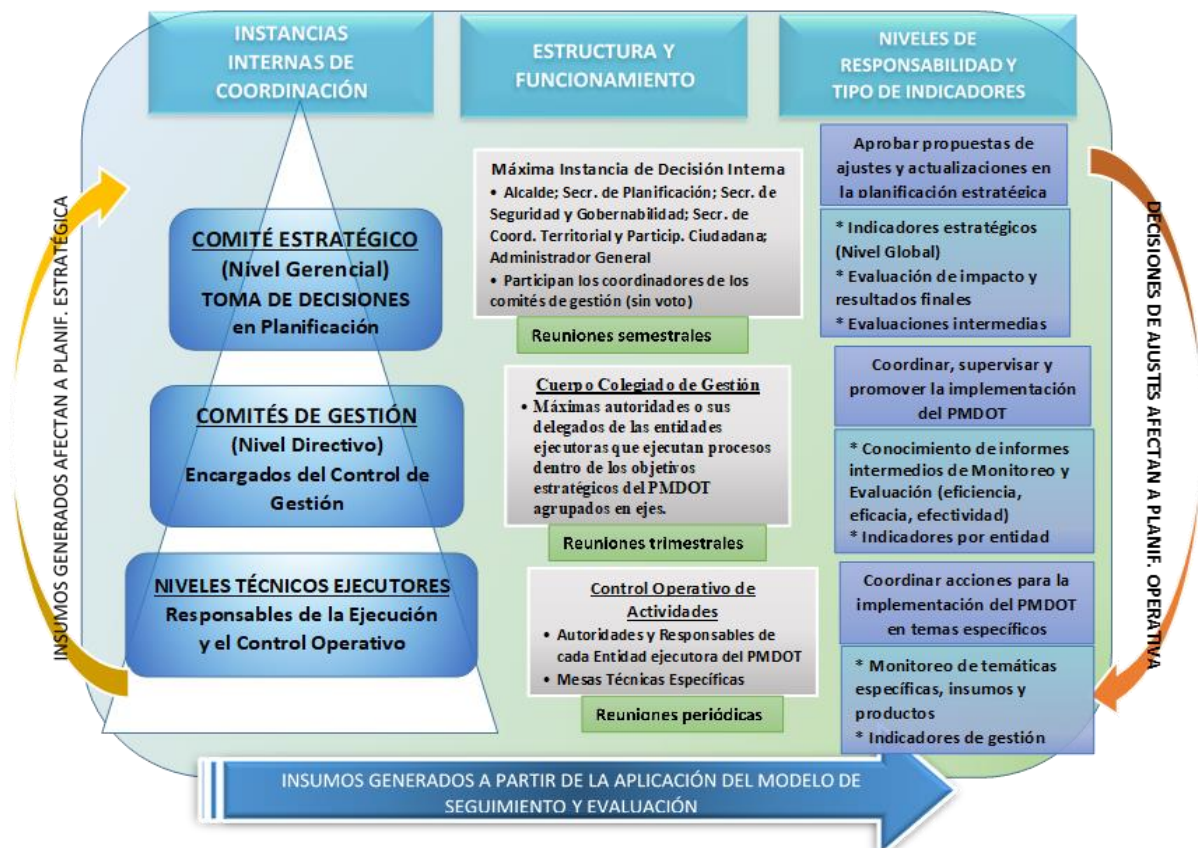 INSTANCIAS
INTERNAS DE
COORDINACIÓN
ESTRUCTURA Y
FUNCIONAMIENTO
NIVELES DE
RESPONSABILIDAD Y
TIPO DE INDICADORES
INSUMOS GENERADOS AFECTAN A PLANIF. ESTRATÉGICA
COMITÉ ESTRATÉGICO
(Nivel Gerencial)
TOMA DE DECISIONES
en Planificación
Máxima Instancia de Decisión Interna
• Alcalde; Secr. de Planificación; Secr. de
Seguridad y Gobernabilidad; Secr. de
Coord. Territorial y Particip. Ciudadana;
Administrador General
• Participan los coordinadores de los
comités de gestión (sin voto)
Reuniones semestrales
Aprobar propuestas de
ajustes y actualizaciones en
la planificación estratégica
* Indicadores estratégicos
(Nivel Global)
* Evaluación de impacto y
resultados finales
* Evaluaciones intermedias
COMITÉS DE GESTIÓN
(Nivel Directivo)
Encargados del Control de
Gestión
Cuerpo Colegiado de Gestión
• Máximas autoridades o sus
delegados de las entidades
ejecutoras que ejecutan procesos
dentro de los objetivos
estratégicos del PMDOT
agrupados en ejes.
Reuniones trimestrales
Coordinar, supervisar y
promover la implementación
del PMDOT
* Conocimiento de informes
intermedios de Monitoreo y
Evaluación (eficiencia,
eficacia, efectividad)
* Indicadores por entidad
NIVELES TÉCNICOS EJECUTORES
Responsables de la Ejecución
y el Control Operativo
Control Operativo de
Actividades
• Autoridades y Responsables de
cada Entidad ejecutora del PMDOT
• Mesas Técnicas Específicas
Reuniones periódicas
Coordinar acciones para la
implementación del PMDOT
en temas específicos
* Monitoreo de temáticas
específicas, insumos y
productos
* Indicadores de gestión
DECISIONES DE AJUSTES AFECTAN A PLANIF. OPERATIVA
INSUMOS GENERADOS A PARTIR DE LA APLICACIÓN DEL MODELO DE
SEGUIMIENTO Y EVALUACIÓN